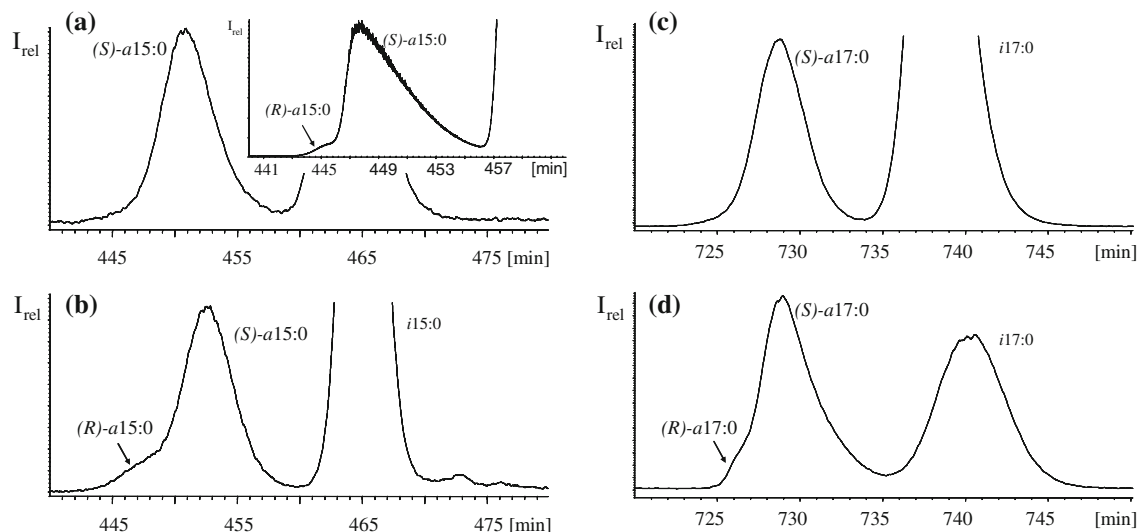 (a)
I_rel
(S)-a15:0
I_rel
(S)-a15:0
(R)-a15:0
441 445 449 453 457 [min]
445 455 465 475 [min]
(b)
I_rel
(S)-a15:0
i15:0
(R)-a15:0
445 455 465 475 [min]
(c)
I_rel
(S)-a17:0
i17:0
725 730 735 740 745 [min]
(d)
I_rel
(S)-a17:0
i17:0
(R)-a17:0
725 730 735 740 745 [min]